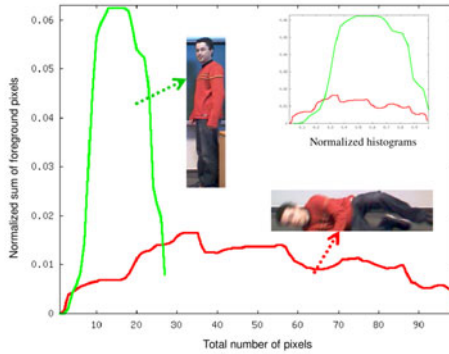 0.06
0.05
0.04
0.03
0.02
0.01
0
10 20 30 40 50 60 70 80 90
Normalized sum of foreground pixels
Total number of pixels
Normalized histograms